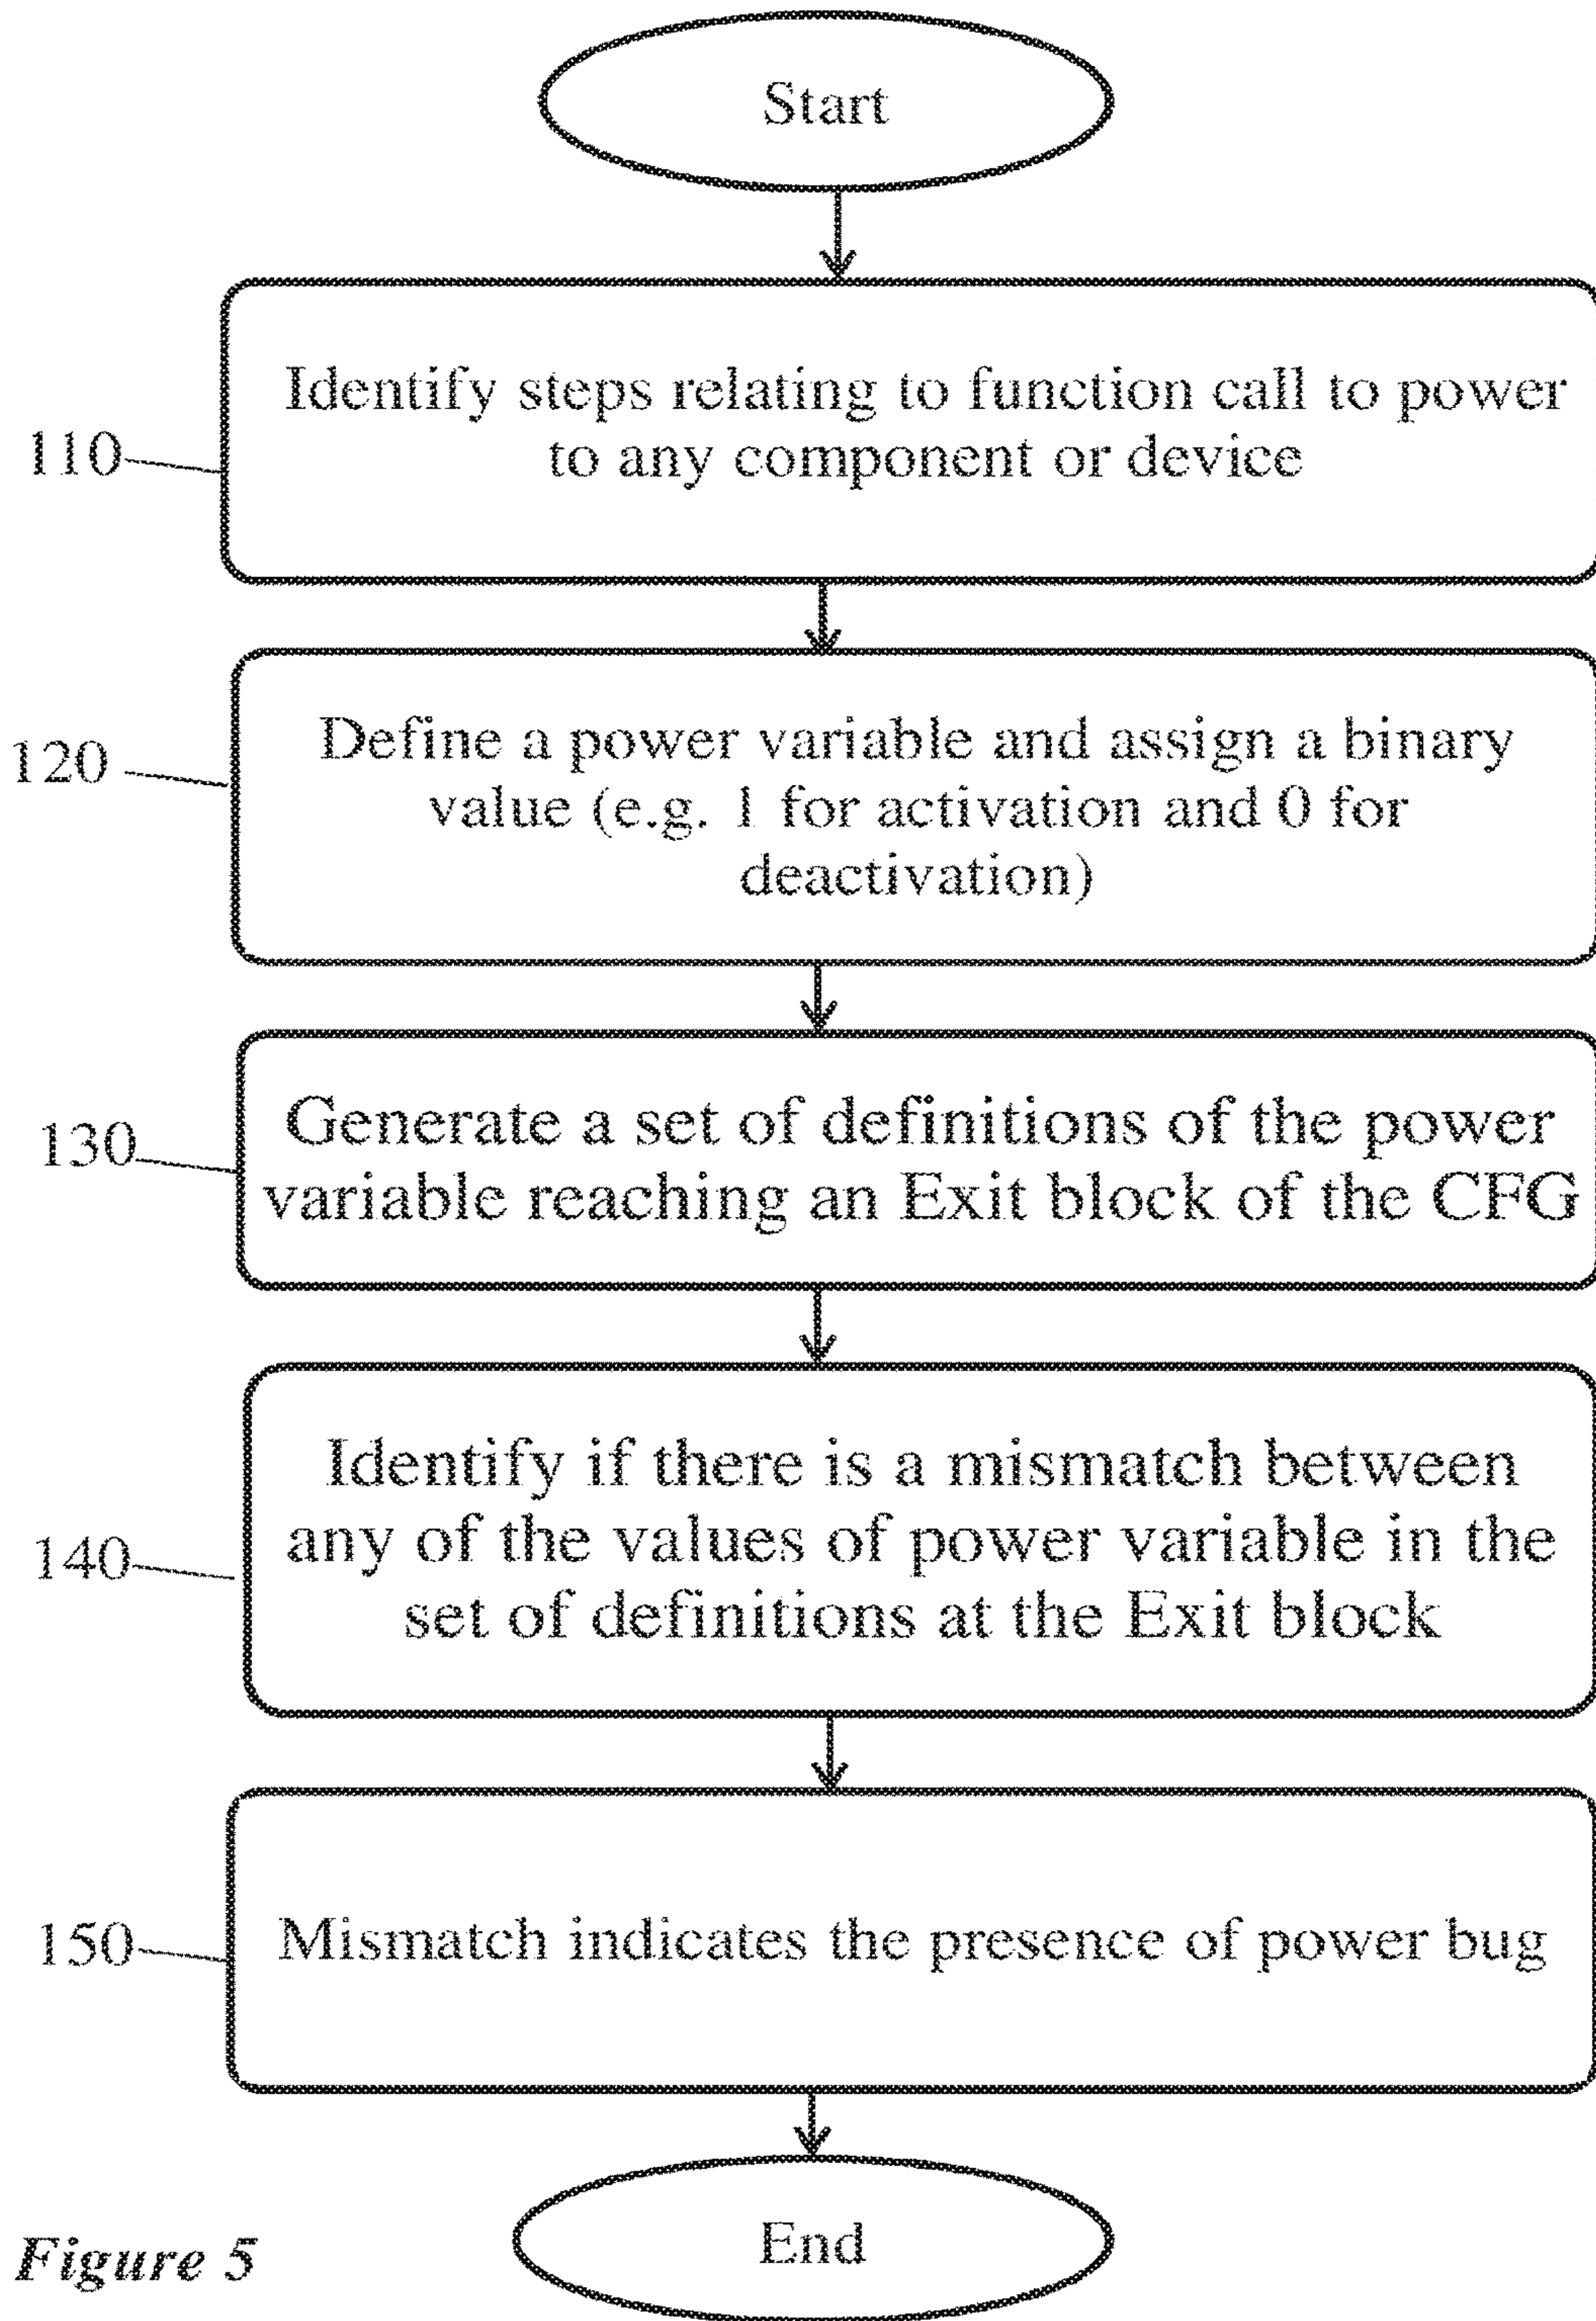 Start
Identify steps relating to function call to power
to any component or device
110
Define a power variable and assign a binary
value (e.g. 1 for activation and 0 for
deactivation)
120
Generate a set of definitions of the power
variable reaching an Exit block of the CFG
130
Identify if there is a mismatch between
any of the values of power variable in the
set of definitions at the Exit block
140
Mismatch indicates the presence of power bug
150
End
Figure 5